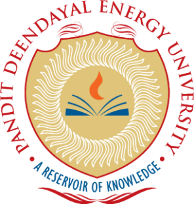 PANDIT DEENDAYAL ENERGY UNIVERSITY
• A RESERVOIR OF KNOWLEDGE •